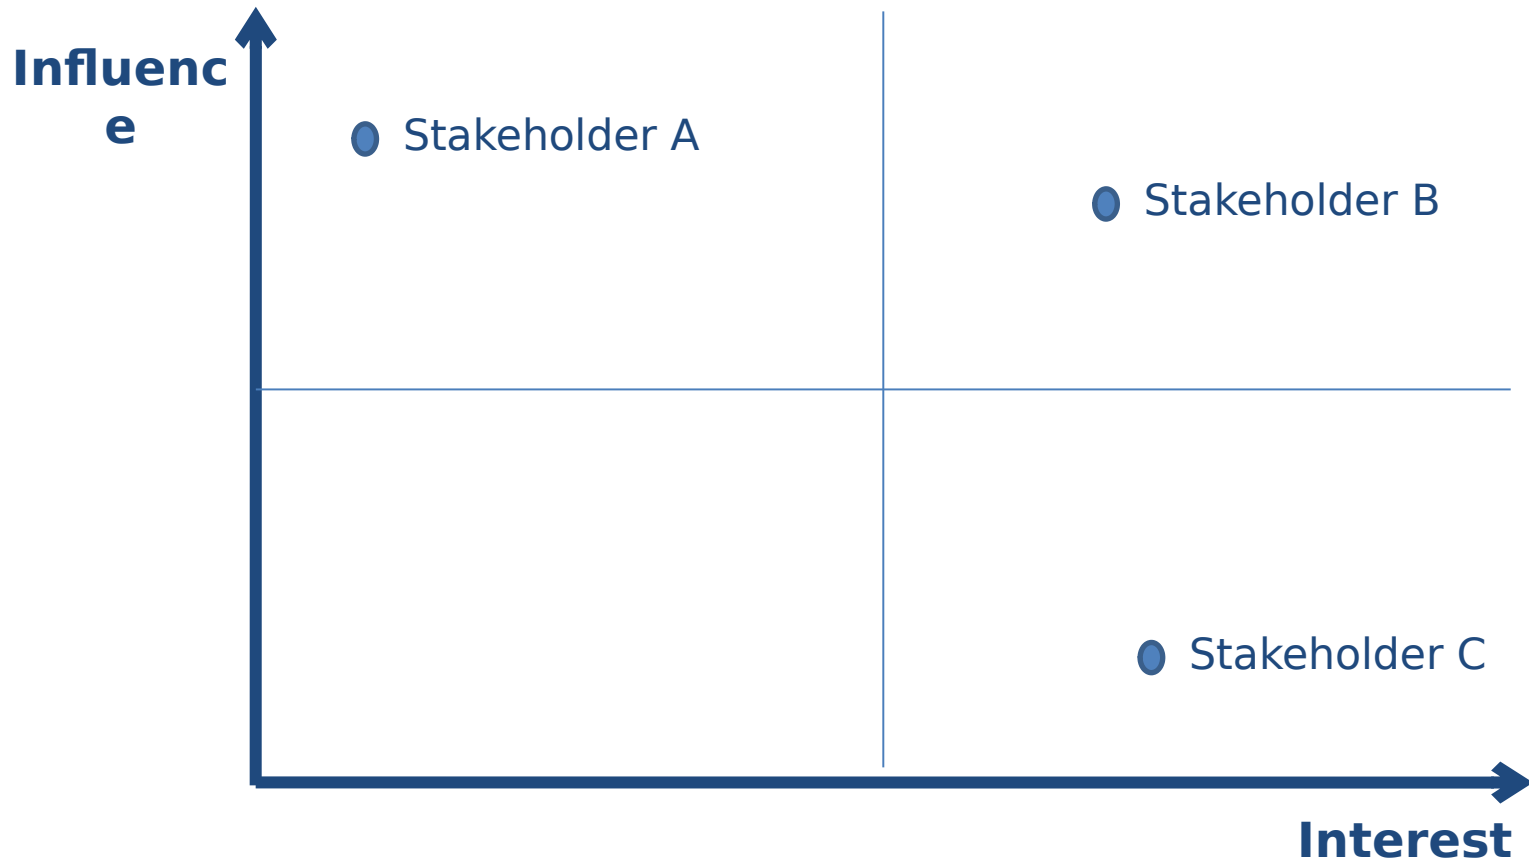 Influenc
e
Stakeholder A
Stakeholder B
Stakeholder C
Interest